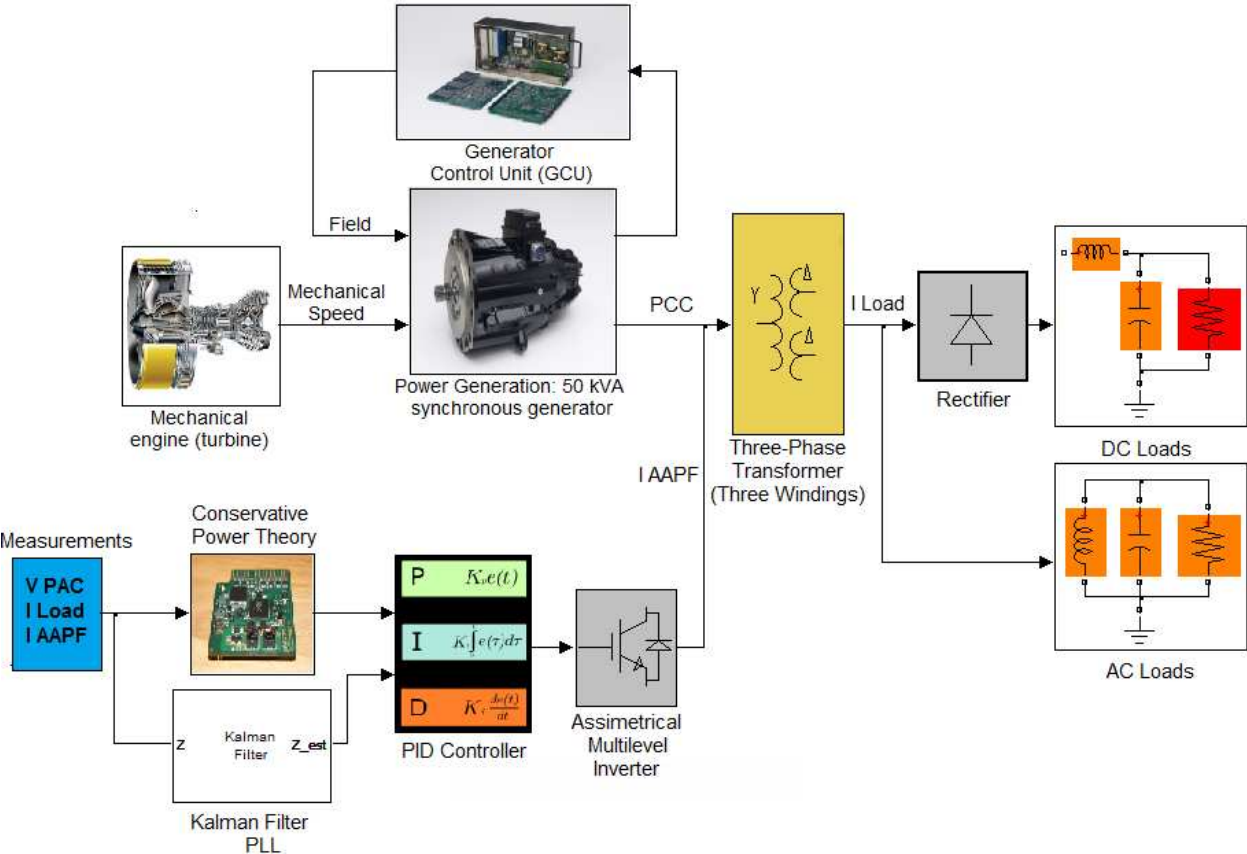 Generator
Control Unit (GCU)
Field
Mechanical
Speed
PCC
Power Generation: 50 kVA
synchronous generator
Mechanical
engine (turbine)
Y
Δ
Δ
I Load
Three-Phase
Transformer
(Three Windings)
Rectifier
DC Loads
I AAPF
AC Loads
Measurements
V PAC
I Load
I AAPF
Conservative
Power Theory
P
I
D
PID Controller
Z
Kalman
Filter
Z_est
Kalman Filter
PLL
Assimetrical
Multilevel
Inverter